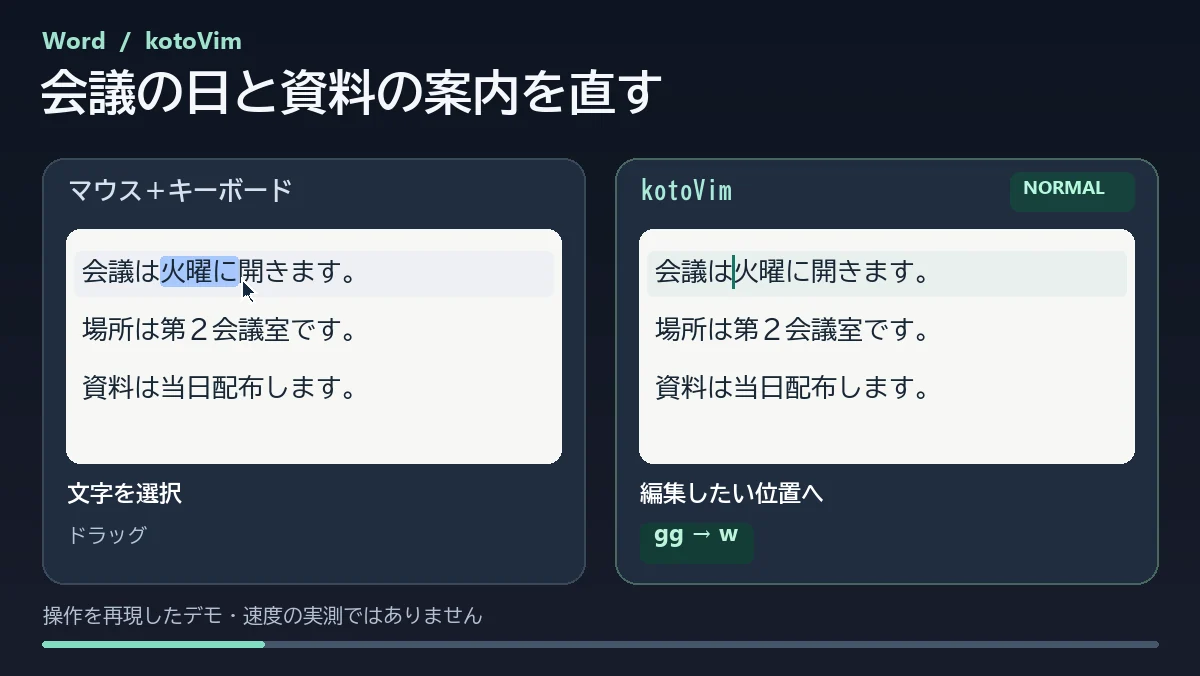 Word / kotoVim
会議の日と資料の案内を直す
マウス＋キーボード
会議は火曜に開きます。
場所は第２会議室です。
資料は当日配布します。
文字を選択
ドラッグ
kotoVim
NORMAL
会議は火曜に開きます。
場所は第２会議室です。
資料は当日配布します。
編集したい位置へ
gg → w
操作を再現したデモ・速度の実測ではありません